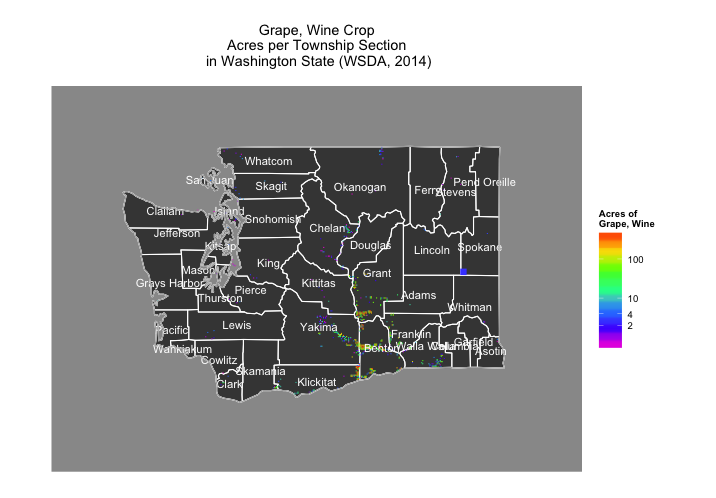 Grape, Wine Crop
Acres per Township Section
in Washington State (WSDA, 2014)
Whatcom
San Juan
Skagit
Okanogan
Ferry
Stevens
Pend Oreille
Clallam
Island
Snohomish
Chelan
Jefferson
Kitsap
Douglas
Lincoln
Spokane
King
Mason
Grant
Grays Harbor
Kittitas
Pierce
Thurston
Adams
Whitman
Pacific
Lewis
Yakima
Franklin
Benton
Walla Walla
Columbia
Garfield
Asotin
Wahkiakum
Cowlitz
Skamania
Clark
Klickitat
Acres of
Grape, Wine
100
10
4
2